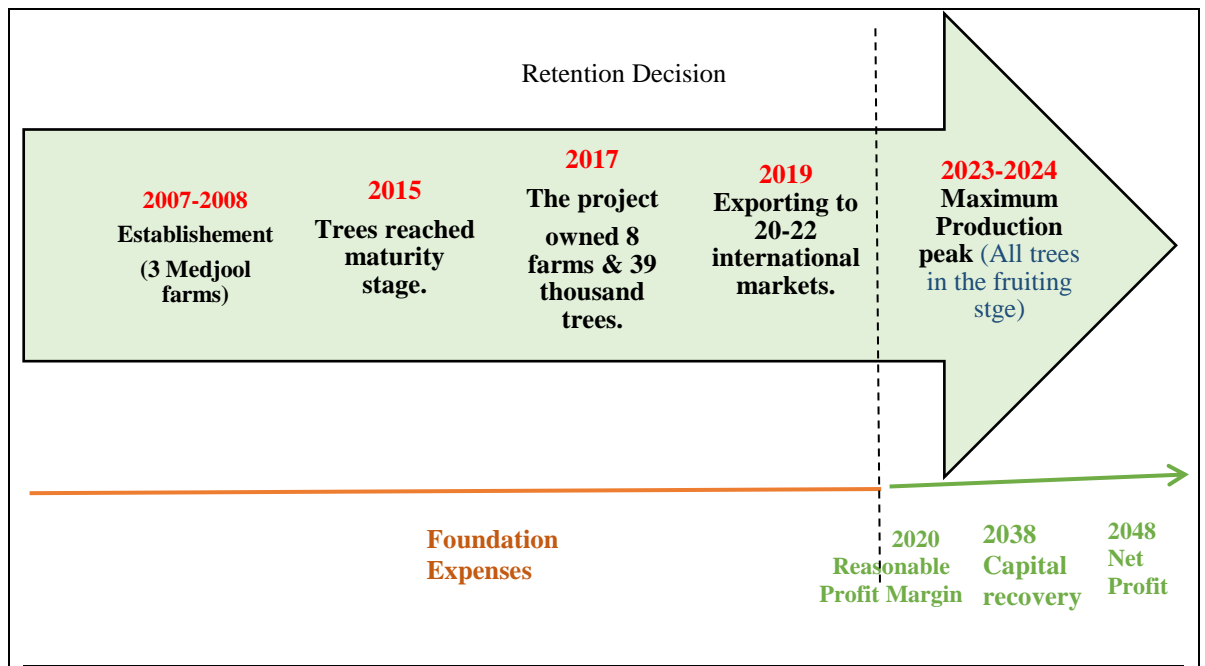 Retention Decision
2007-2008
Establishement
(3 Medjool
farms)
2015
Trees reached
maturity
stage.
2017
The project
owned 8
farms & 39
thousand
trees.
2019
Exporting to
20-22
international
markets.
2023-2024
Maximum
Production
peak (All trees
in the fruiting
stge)
Foundation
Expenses
2020
Reasonable
Profit Margin
2038
Capital
recovery
2048
Net
Profit